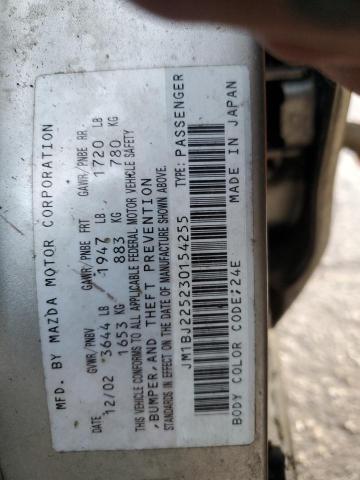 MFD. BY MAZDA MOTOR CORPORATION
DATE GVWR/PNBV GAWR/PNBE FRT GAWR/PNBE RR
12/02 3644 LB 1947 LB 1720 LB
1653 KG 883 KG 780 KG
THIS VEHICLE CONFORMS TO ALL APPLICABLE FEDERAL MOTOR VEHICLE SAFETY
,BUMPER,AND THEFT PREVENTION
STANDARDS IN EFFECT ON THE DATE OF MANUFACTURE SHOWN ABOVE.
JM1BJ225230154255 TYPE: PASSENGER
BODY COLOR CODE;24E MADE IN JAPAN